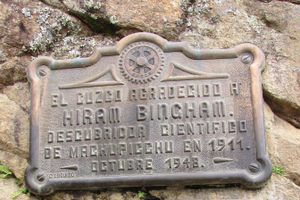 EL CUZCO AGRADECIDO A
HIRAM BINGHAM.
DESCUBRIDOR CIENTIFICO
DE MACHUPICCHU EN 1911.
OCTUBRE 1948.